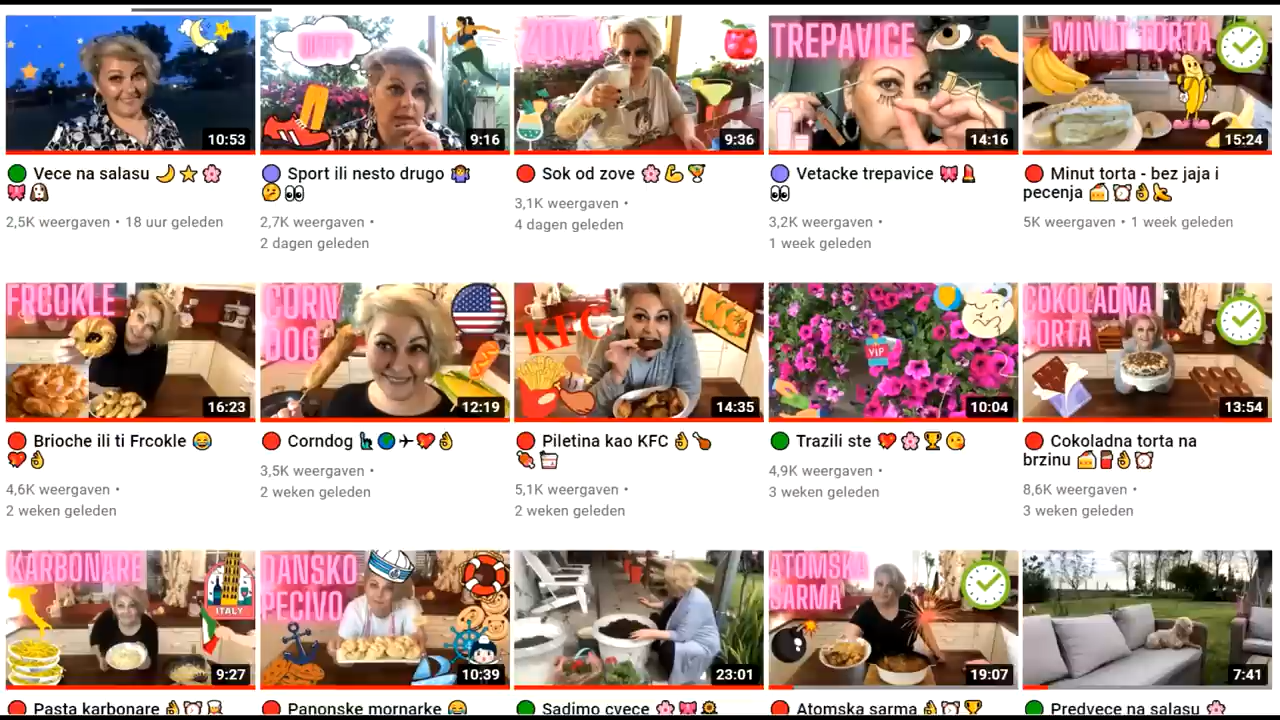 10:53
SPORT
9:16
ZOVA
9:36
TREPAVICE
14:16
MINUT TORTA
15:24
Vece na salasu
2,5K weergaven • 18 uur geleden
Sport ili nesto drugo
2,7K weergaven •
2 dagen geleden
Sok od zove
3,1K weergaven •
4 dagen geleden
Vetacke trepavice
3,2K weergaven •
1 week geleden
Minut torta - bez jaja i
pecenja
5K weergaven • 1 week geleden
FRCOKLE
16:23
CORN
DOG
12:19
KFC
14:35
VIP
10:04
COKOLADNA
TORTA
13:54
Brioche ili ti Frcokle
4,6K weergaven •
2 weken geleden
Corndog
3,5K weergaven •
2 weken geleden
Piletina kao KFC
5,1K weergaven •
2 weken geleden
Trazili ste
4,9K weergaven •
3 weken geleden
Cokoladna torta na
brzinu
8,6K weergaven •
3 weken geleden
KARBONARE
ITALY
9:27
DANSKO
PECIVO
10:39
23:01
ATOMSKA
SARMA
19:07
7:41
Pasta karbonare
Panonske mornarke
Sadimo cvece
Atomska sarma
Predvece na salasu